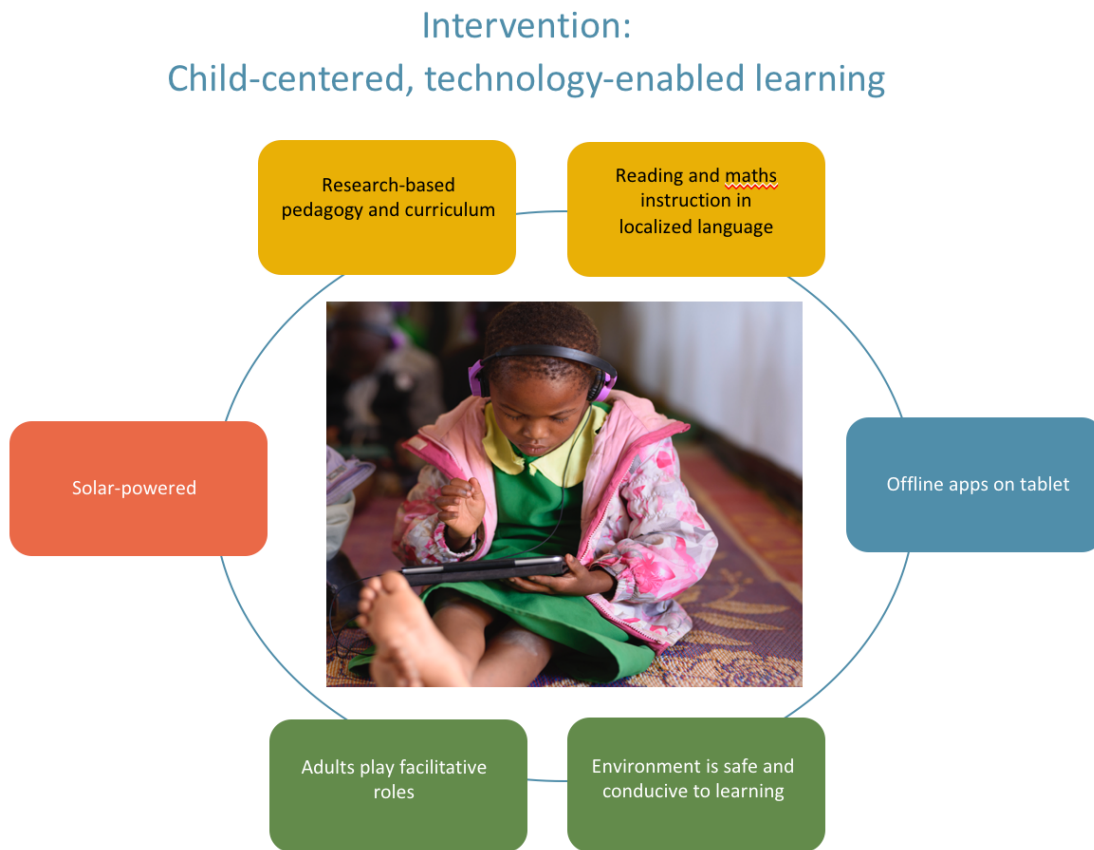 Intervention:
Child-centered, technology-enabled learning
Research-based
pedagogy and curriculum
Reading and maths
instruction in
localized language
Solar-powered
Offline apps on tablet
Adults play facilitative
roles
Environment is safe and
conducive to learning